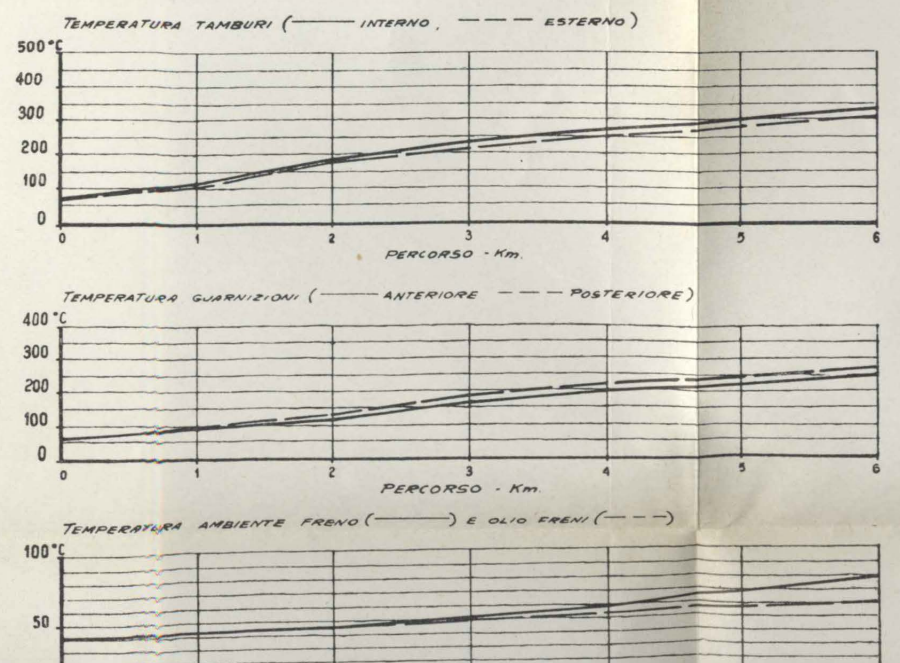 TEMPERATURA TAMBURI (—— INTERNO, — — — ESTERNO)
500 °C
400
300
200
100
0
0 1 2 3 4 5 6
PERCORSO - Km.
TEMPERATURA GUARNIZIONI (—— ANTERIORE — — — POSTERIORE)
400 °C
300
200
100
0
0 1 2 3 4 5 6
PERCORSO - Km.
TEMPERATURA AMBIENTE FRENO (——) E OLIO FRENI (— — —)
100 °C
50